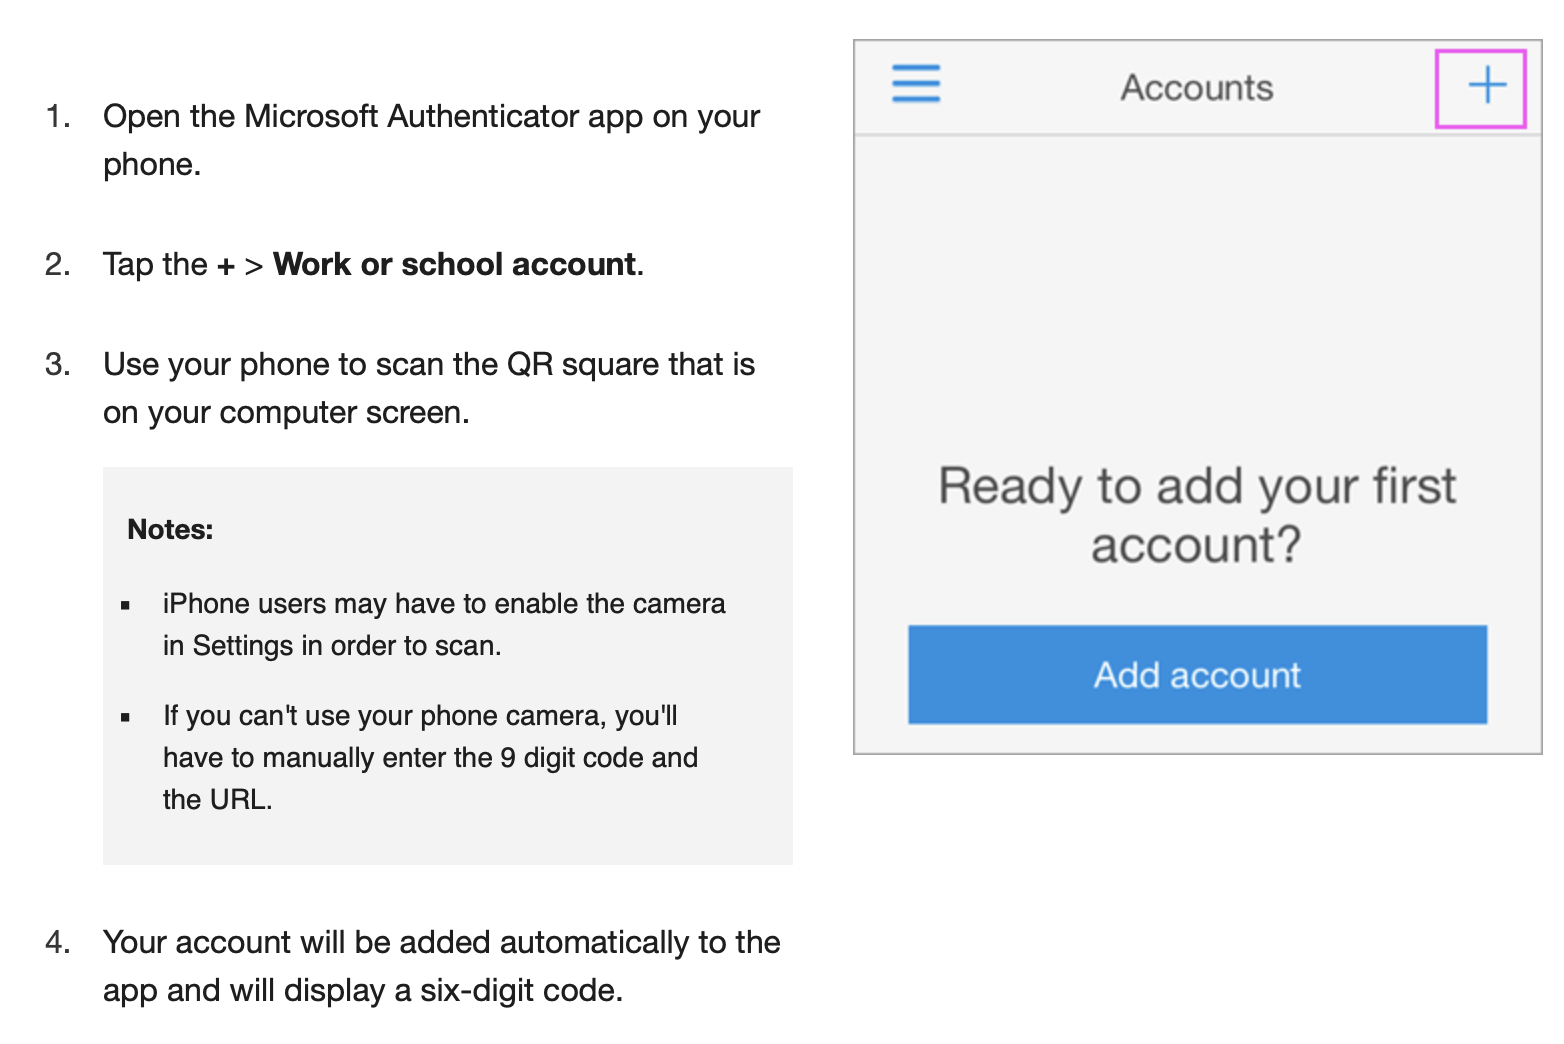 1. Open the Microsoft Authenticator app on your
phone.
2. Tap the + > Work or school account.
3. Use your phone to scan the QR square that is
on your computer screen.
Notes:
▪ iPhone users may have to enable the camera
in Settings in order to scan.
▪ If you can't use your phone camera, you'll
have to manually enter the 9 digit code and
the URL.
4. Your account will be added automatically to the
app and will display a six-digit code.
Accounts +
Ready to add your first
account?
Add account